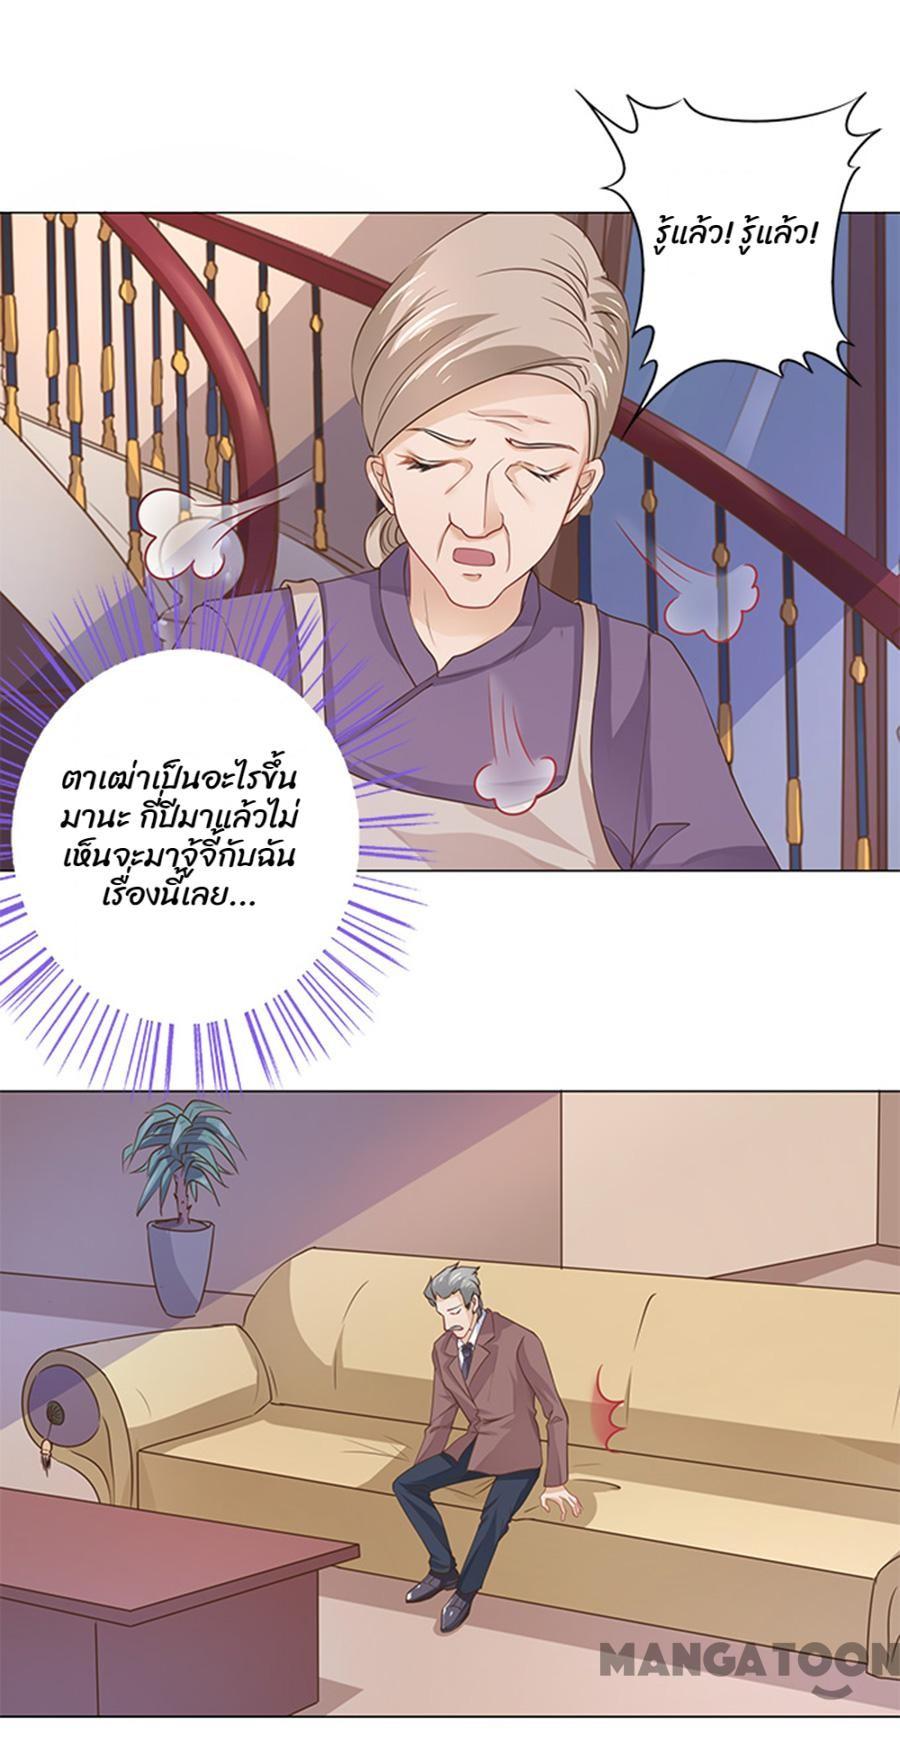 รู้แล้ว! รู้แล้ว!
ตาเฒ่าเป็นอะไรขึ้น
มานะ กี่ปีมาแล้วไม่
เห็นจะมาจู้จี้กับฉัน
เรื่องนี้เลย...
MANGATOON